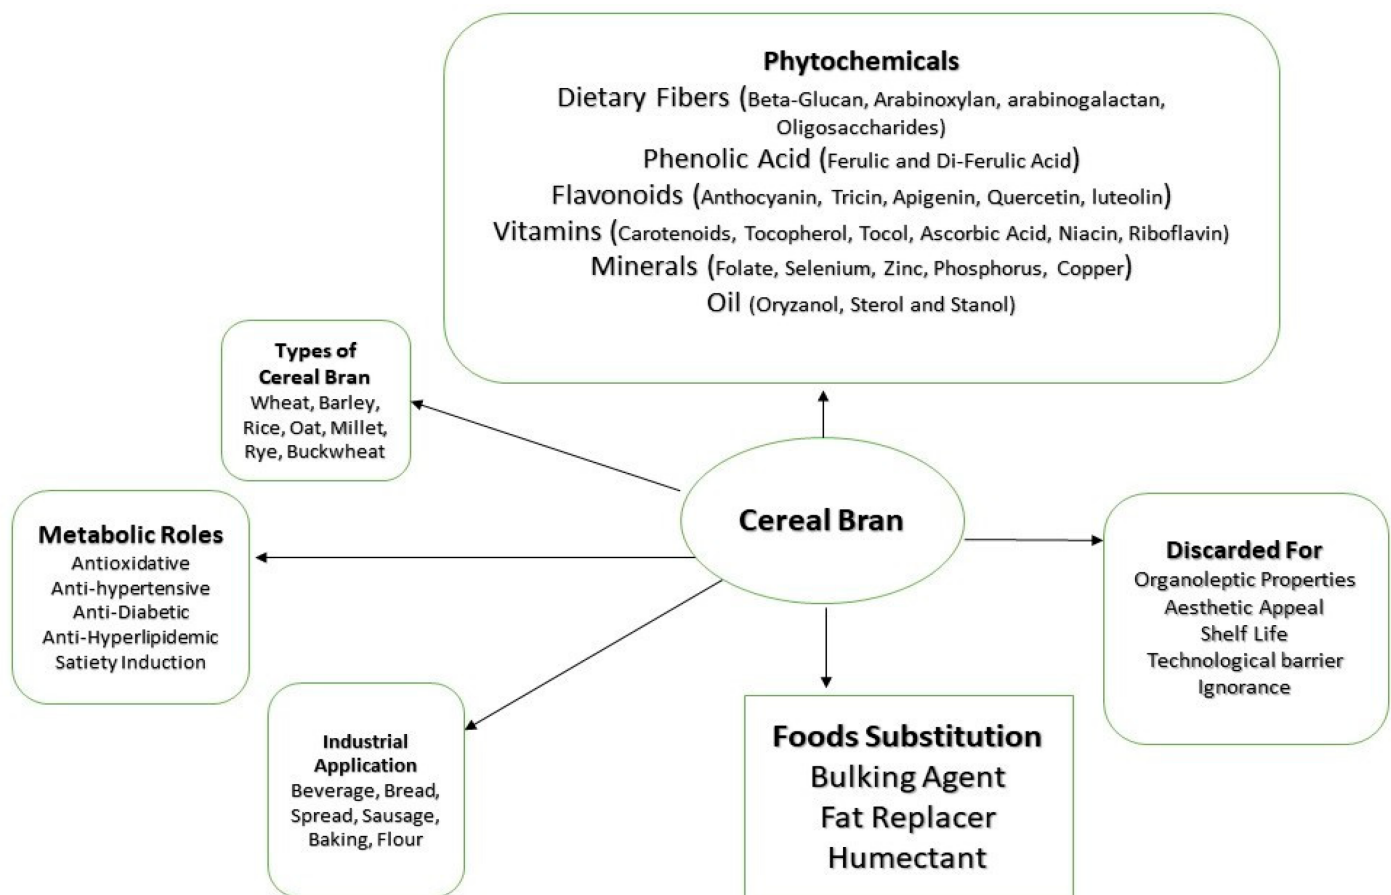 Phytochemicals
Dietary Fibers (Beta-Glucan, Arabinoxylan, arabinogalactan,
Oligosaccharides)
Phenolic Acid (Ferulic and Di-Ferulic Acid)
Flavonoids (Anthocyanin, Tricin, Apigenin, Quercetin, luteolin)
Vitamins (Carotenoids, Tocopherol, Tocol, Ascorbic Acid, Niacin, Riboflavin)
Minerals (Folate, Selenium, Zinc, Phosphorus, Copper)
Oil (Oryzanol, Sterol and Stanol)
Types of
Cereal Bran
Wheat, Barley,
Rice, Oat, Millet,
Rye, Buckwheat
Cereal Bran
Metabolic Roles
Antioxidative
Anti-hypertensive
Anti-Diabetic
Anti-Hyperlipidemic
Satiety Induction
Discarded For
Organoleptic Properties
Aesthetic Appeal
Shelf Life
Technological barrier
Ignorance
Industrial
Application
Beverage, Bread,
Spread, Sausage,
Baking, Flour
Foods Substitution
Bulking Agent
Fat Replacer
Humectant